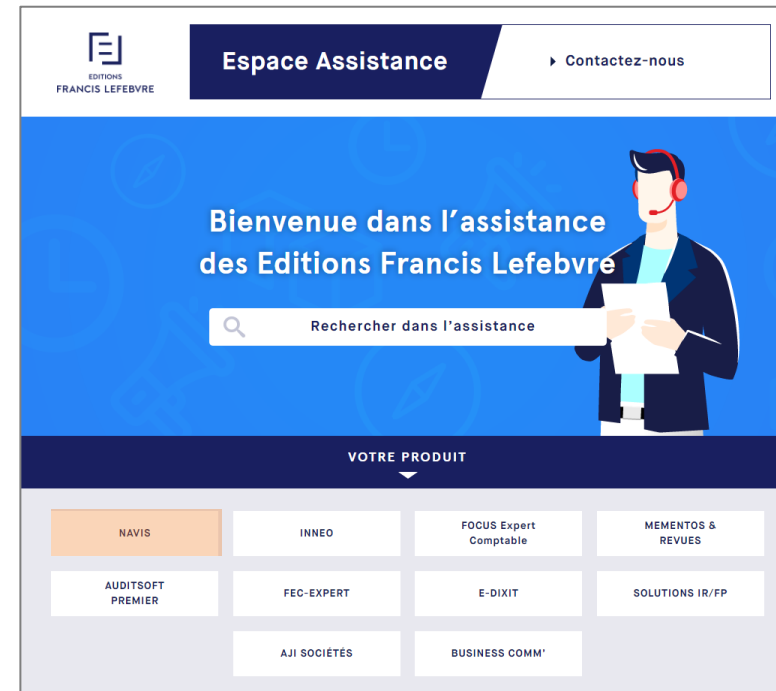 EDITIONS
FRANCIS LEFEBVRE
Espace Assistance
Contactez-nous
Bienvenue dans l’assistance
des Editions Francis Lefebvre
Rechercher dans l’assistance
VOTRE PRODUIT
NAVIS
INNEO
FOCUS Expert
Comptable
MEMENTOS &
REVUES
AUDITSOFT
PREMIER
FEC-EXPERT
E-DIXIT
SOLUTIONS IR/FP
AJI SOCIÉTÉS
BUSINESS COMM'